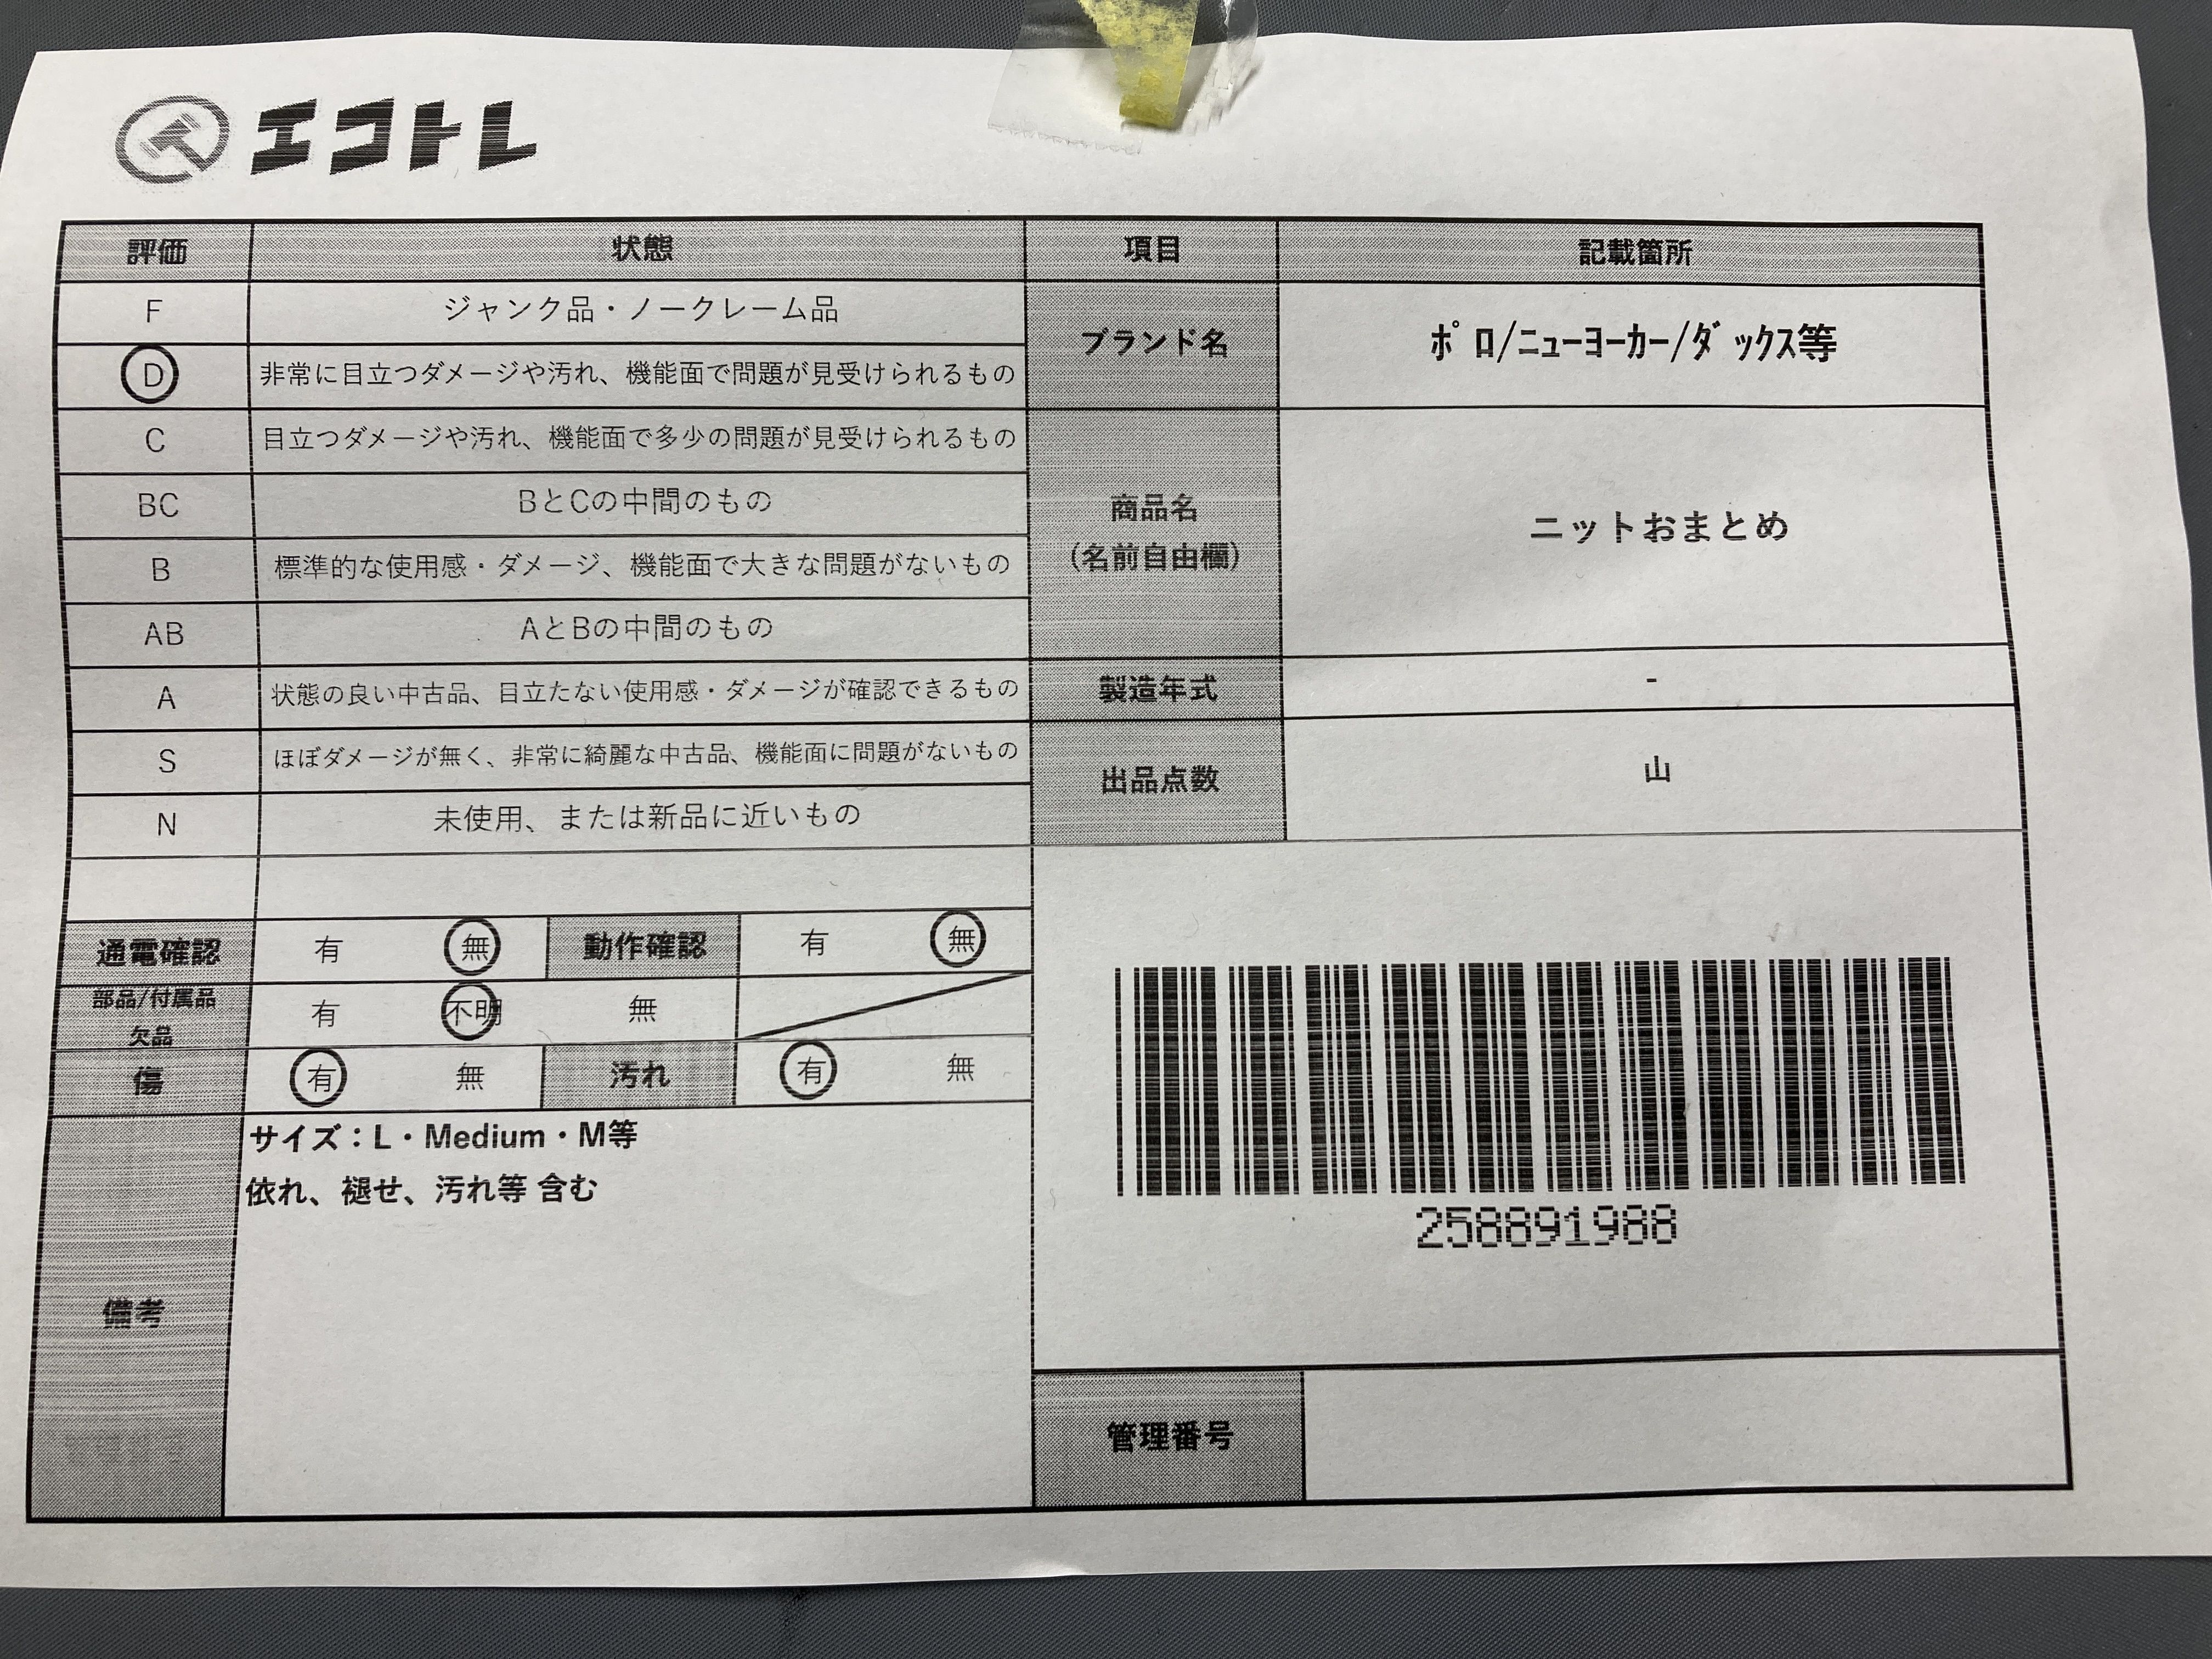 エコトレ
評価 状態 項目 記載箇所
F ジャンク品・ノークレーム品
D 非常に目立つダメージや汚れ、機能面で問題が見受けられるもの
ブランド名 ポロ/ニューヨーカー/ダックス等
C 目立つダメージや汚れ、機能面で多少の問題が見受けられるもの
BC BとCの中間のもの
商品名
(名前自由欄)
ニットおまとめ
B 標準的な使用感・ダメージ、機能面で大きな問題がないもの
AB AとBの中間のもの
A 状態の良い中古品、目立たない使用感・ダメージが確認できるもの
製造年式 -
S ほぼダメージが無く、非常に綺麗な中古品、機能面に問題がないもの
出品点数 山
N 未使用、または新品に近いもの
通電確認 有 無 動作確認 有 無
部品/付属品
欠品
有 不明 無
傷 有 無 汚れ 有 無
備考
サイズ：L・Medium・M等
依れ、褪せ、汚れ等 含む
258891988
管理番号